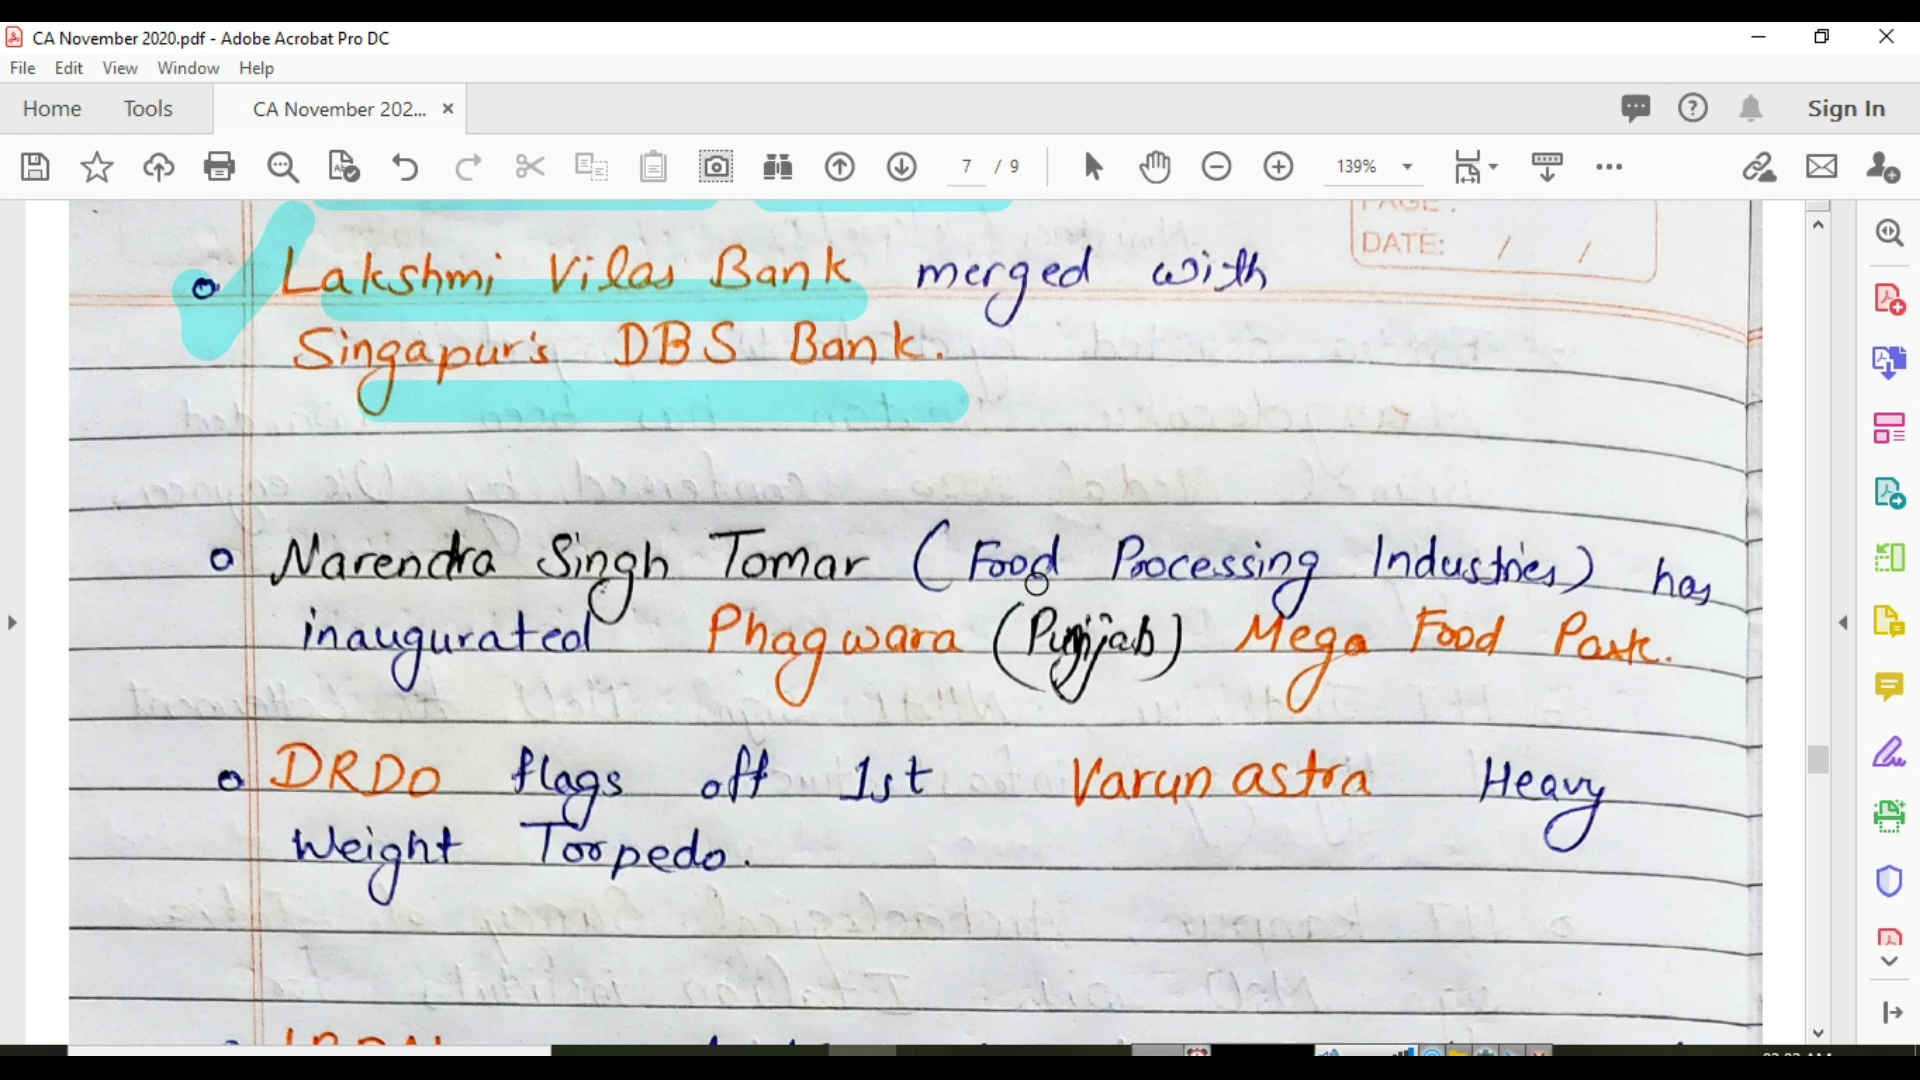 CA November 2020.pdf - Adobe Acrobat Pro DC
File Edit View Window Help
Home Tools CA November 202... × Sign In
7 / 9 139%
PAGE:
DATE: / /
Lakshmi Vilas Bank merged with
Singapur's DBS Bank.
Narendra Singh Tomar (Food Processing Industries) has
inaugurated Phagwara (Punjab) Mega Food Park.
DRDO flags off 1st Varunastra Heavy
Weight Torpedo.